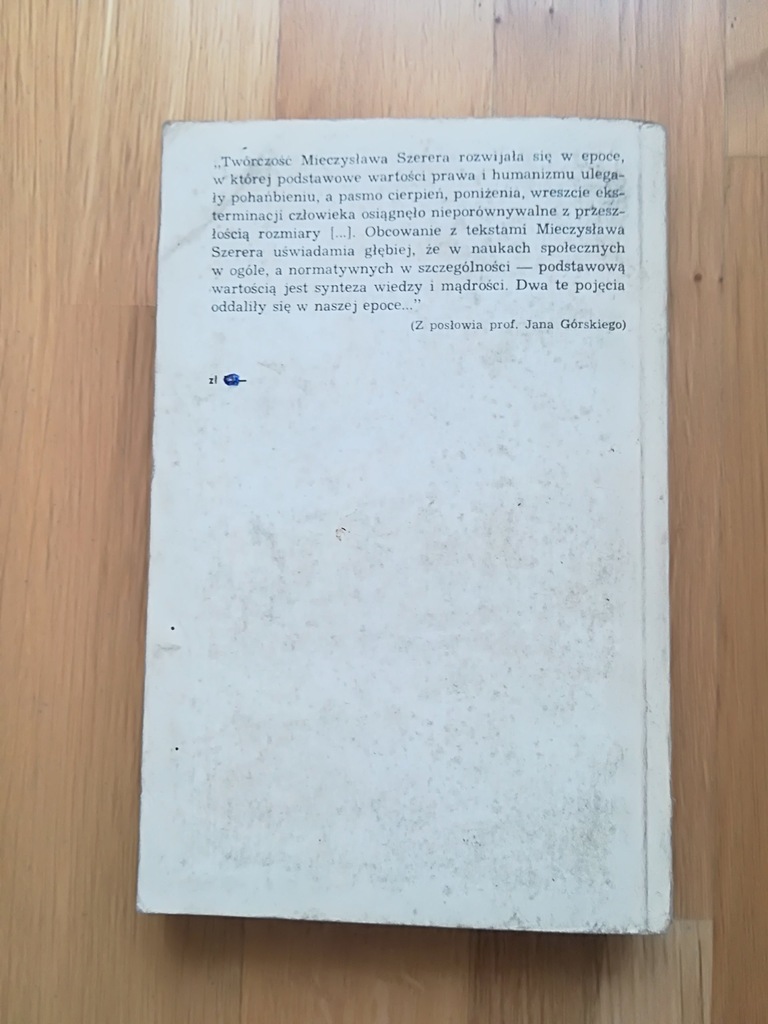 „Twórczość Mieczysława Szerera rozwijała się w epoce,
w której podstawowe wartości prawa i humanizmu ulega-
ły pohańbieniu, a pasmo cierpień, poniżenia, wreszcie eks-
terminacji człowieka osiągnęło nieporównywalne z przesz-
łością rozmiary [...]. Obcowanie z tekstami Mieczysława
Szerera uświadamia głębiej, że w naukach społecznych
w ogóle, a normatywnych w szczególności — podstawową
wartością jest synteza wiedzy i mądrości. Dwa te pojęcia
oddaliły się w naszej epoce...”
(Z posłowia prof. Jana Górskiego)
zł